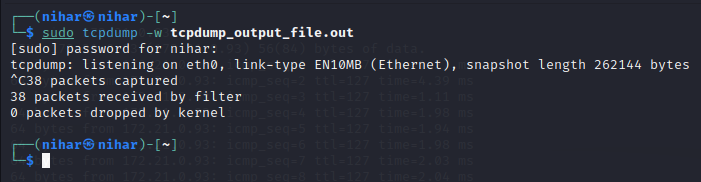 ┌──(nihar㉿nihar)-[~]
└─$ sudo tcpdump -w tcpdump_output_file.out
[sudo] password for nihar:
tcpdump: listening on eth0, link-type EN10MB (Ethernet), snapshot length 262144 bytes
^C38 packets captured
38 packets received by filter
0 packets dropped by kernel
┌──(nihar㉿nihar)-[~]
└─$